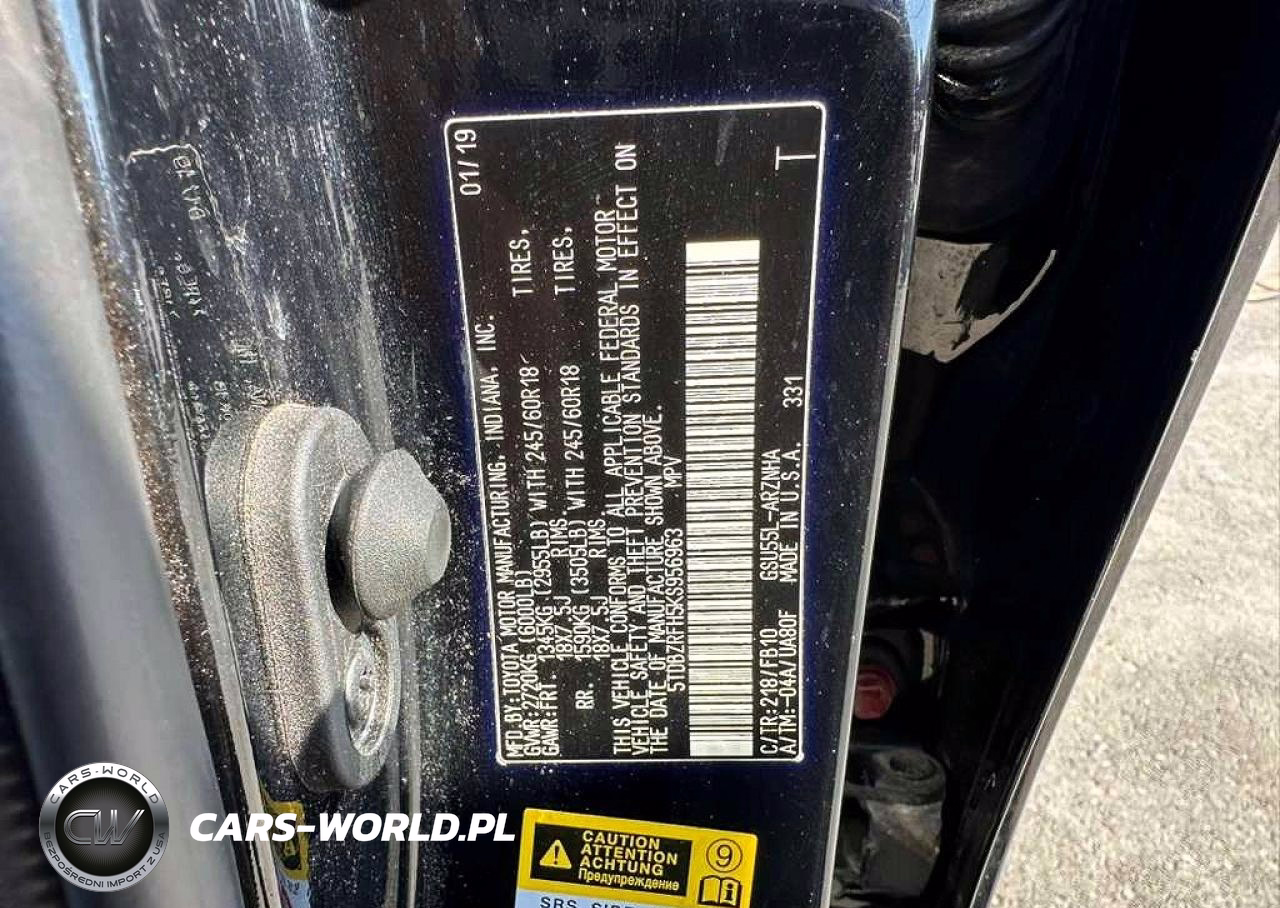 01/19
MFD.BY:TOYOTA MOTOR MANUFACTURING, INDIANA, INC.
GVWR:2720KG (6000LB)
GAWR:FRT. 1345KG (2955LB) WITH 245/60R18 TIRES,
18X7.5J RIMS.
RR. 1590KG (3505LB) WITH 245/60R18 TIRES,
18X7.5J RIMS
THIS VEHICLE CONFORMS TO ALL APPLICABLE FEDERAL MOTOR
VEHICLE SAFETY AND THEFT PREVENTION STANDARDS IN EFFECT ON
THE DATE OF MANUFACTURE SHOWN ABOVE.
5TDBZRFH5KS956963 MPV
T
C/TR:218/FB10 GSU55L-ARZNHA
A/TM:-04A/UA80F MADE IN U.S.A. 331
CAUTION
ATTENTION
ACHTUNG
Предупреждение
9
CARS-WORLD
CW
BEZPOŚREDNI IMPORT Z USA
CARS-WORLD.PL